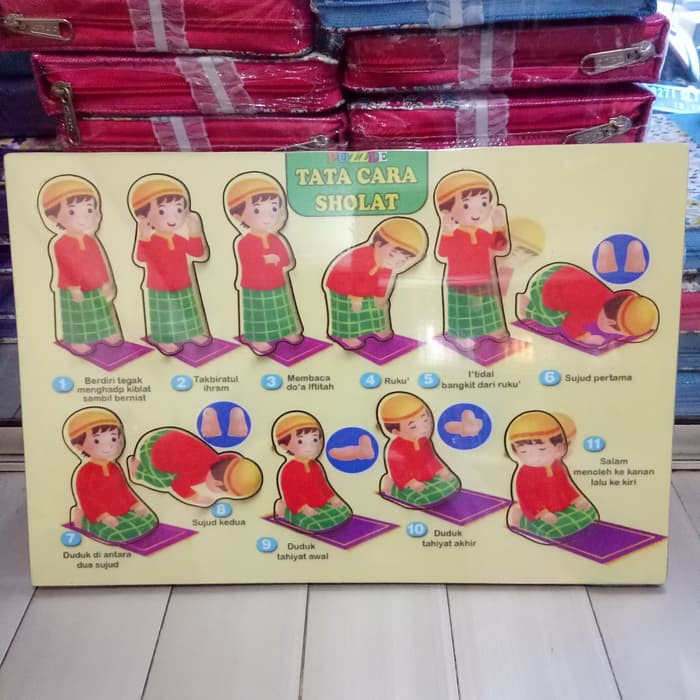 PUZZLE
TATA CARA
SHOLAT
1 Berdiri tegak
menghadp kiblat
sambil berniat
2 Takbiratul
ihram
3 Membaca
do'a Iftitah
4 Ruku'
5 I'tidal
bangkit dari ruku'
6 Sujud pertama
7 Duduk di antara
dua sujud
8 Sujud kedua
9 Duduk
tahiyat awal
10 Duduk
tahiyat akhir
11 Salam
menoleh ke kanan
lalu ke kiri